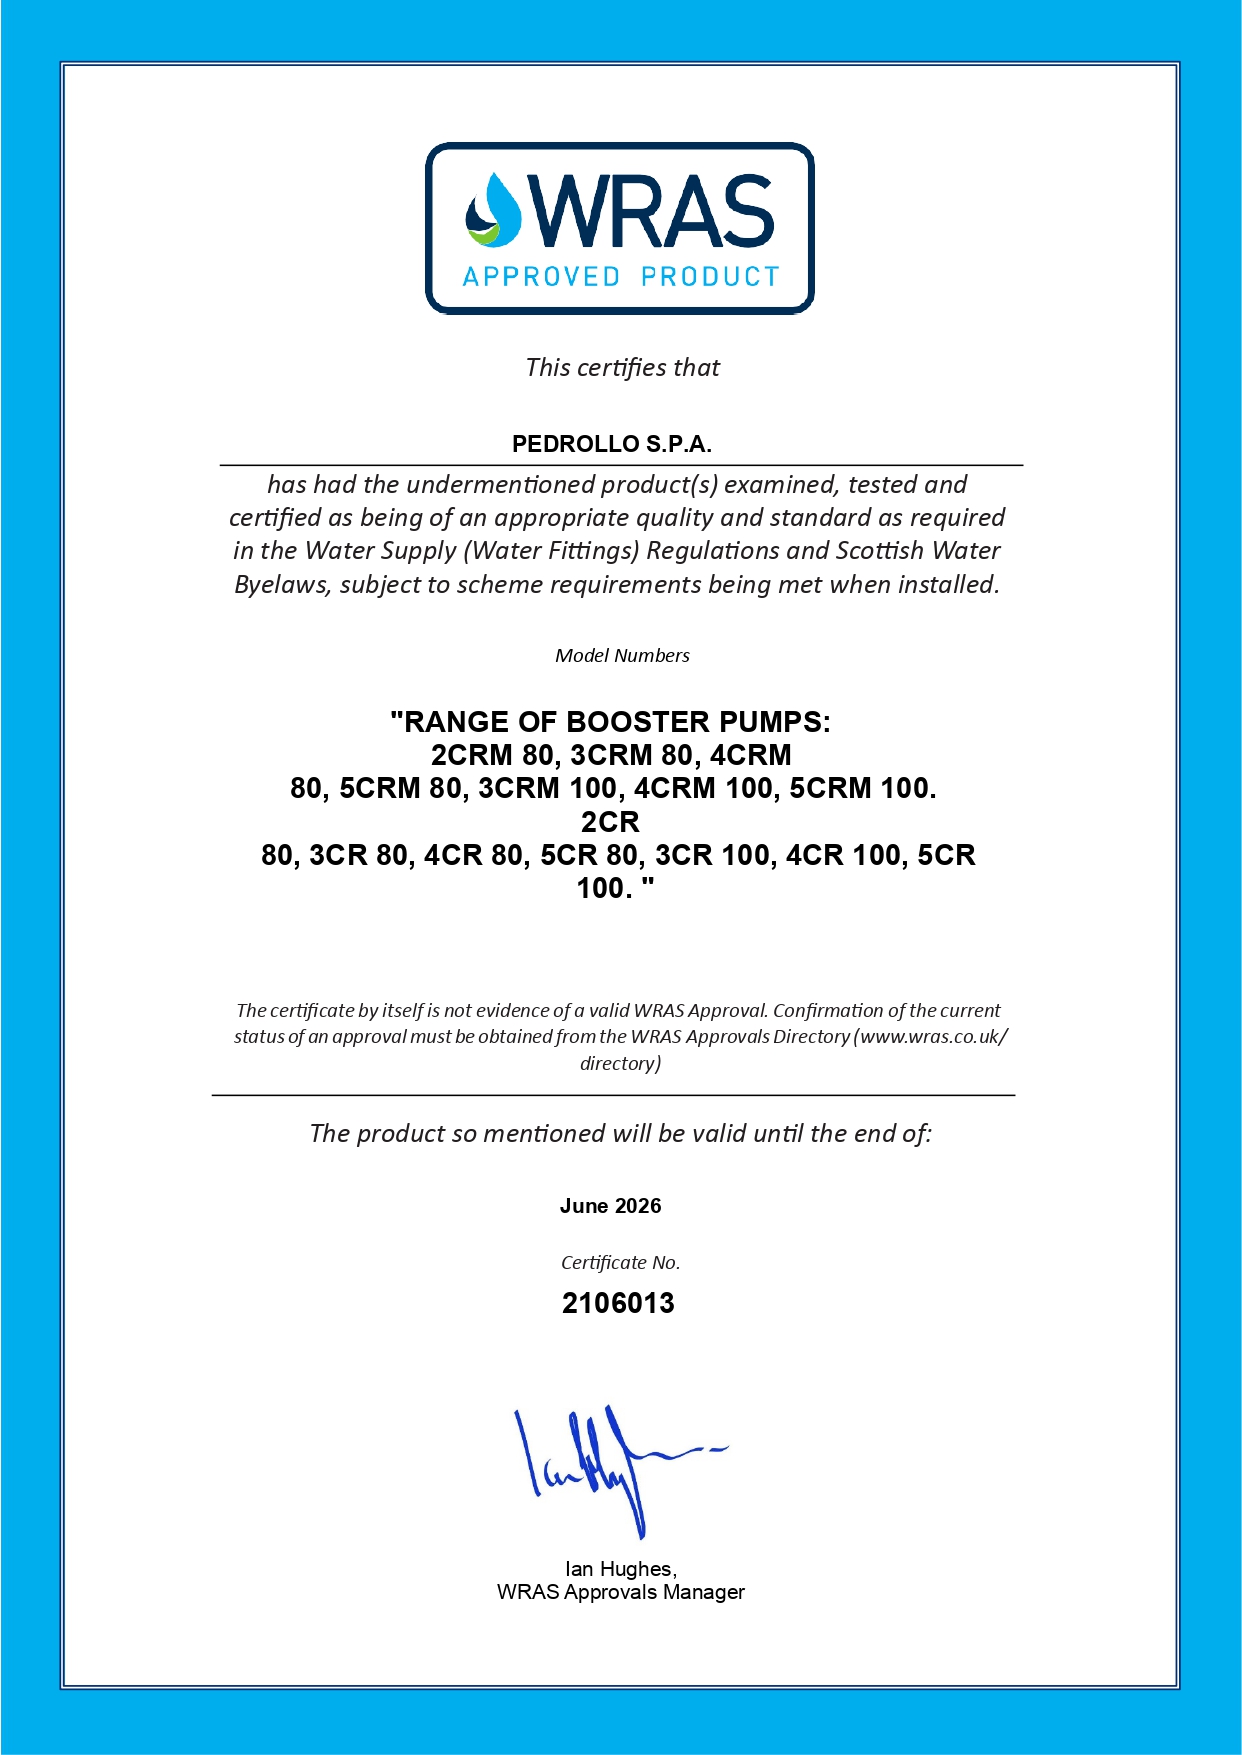 WRAS
APPROVED PRODUCT
This certifies that
PEDROLLO S.P.A.
has had the undermentioned product(s) examined, tested and
certified as being of an appropriate quality and standard as required
in the Water Supply (Water Fittings) Regulations and Scottish Water
Byelaws, subject to scheme requirements being met when installed.
Model Numbers
"RANGE OF BOOSTER PUMPS:
2CRM 80, 3CRM 80, 4CRM
80, 5CRM 80, 3CRM 100, 4CRM 100, 5CRM 100.
2CR
80, 3CR 80, 4CR 80, 5CR 80, 3CR 100, 4CR 100, 5CR
100. "
The certificate by itself is not evidence of a valid WRAS Approval. Confirmation of the current
status of an approval must be obtained from the WRAS Approvals Directory (www.wras.co.uk/
directory)
The product so mentioned will be valid until the end of:
June 2026
Certificate No.
2106013
Ian Hughes,
WRAS Approvals Manager